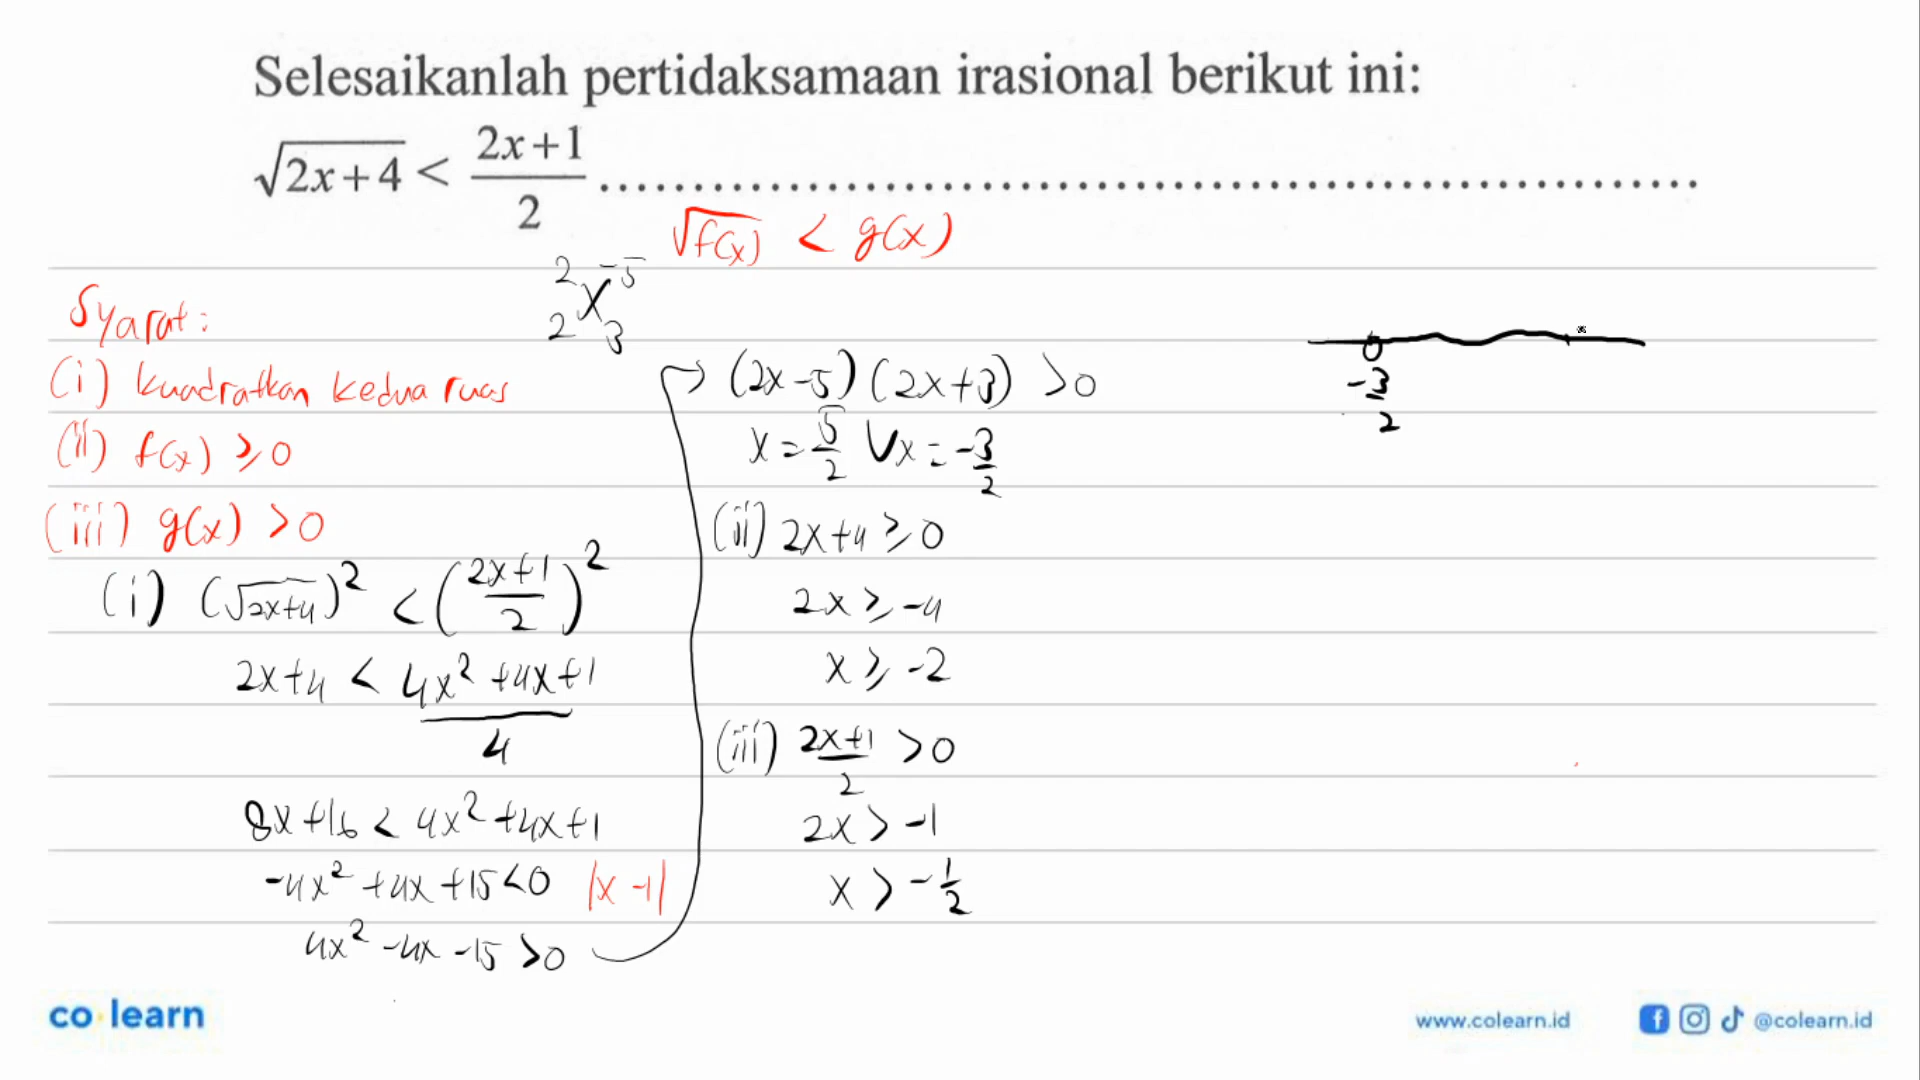 Selesaikanlah pertidaksamaan irasional berikut ini:
√2x+4 < (2x+1)/2 ................................................................
√f(x) < g(x)
2 -5
x
2 3
Syarat:
(i) kuadratkan kedua ruas
(ii) f(x) ≥ 0
(iii) g(x) > 0
(i) (√2x+4)² < ((2x+1)/2)²
2x+4 < (4x²+4x+1)/4
8x+16 < 4x²+4x+1
-4x²+4x+15<0 |x -1|
4x²-4x-15>0
→ (2x-5)(2x+3) >0
x = 5/2 V x = -3/2
(ii) 2x+4 ≥ 0
2x ≥ -4
x ≥ -2
(iii) (2x+1)/2 > 0
2x > -1
x > -1/2
-3/2
co learn
www.colearn.id
@colearn.id